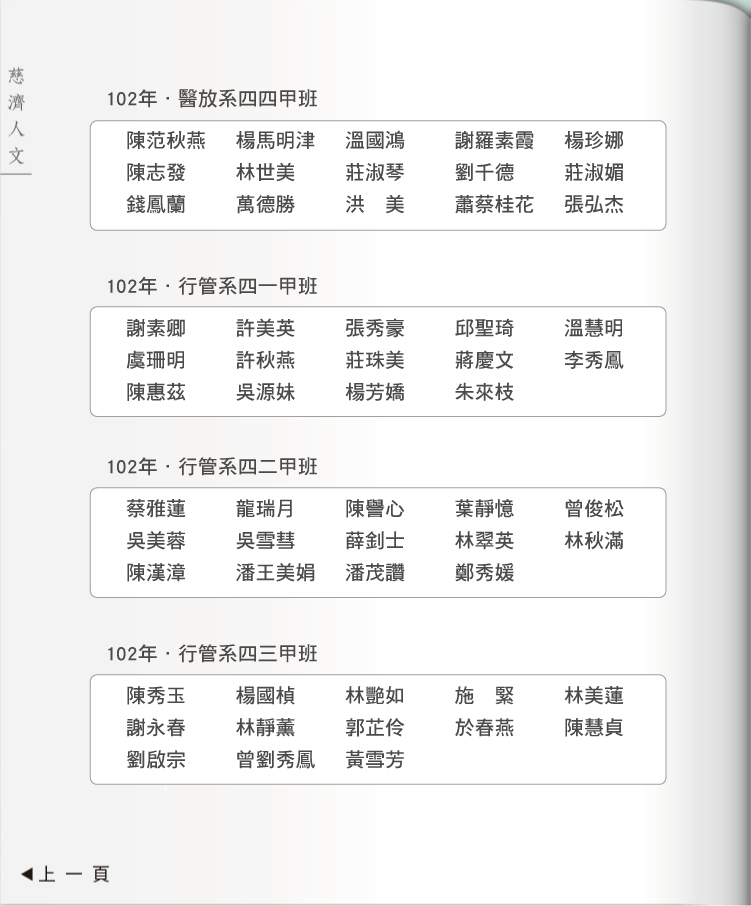 慈濟人文
102年．醫放系四四甲班
陳范秋燕 楊馬明津 溫國鴻 謝羅素霞 楊珍娜
陳志發 林世美 莊淑琴 劉千德 莊淑媚
錢鳳蘭 萬德勝 洪　美 蕭蔡桂花 張弘杰
102年．行管系四一甲班
謝素卿 許美英 張秀豪 邱聖琦 溫慧明
虞珊明 許秋燕 莊珠美 蔣慶文 李秀鳳
陳惠茲 吳源妹 楊芳嬌 朱來枝
102年．行管系四二甲班
蔡雅蓮 龍瑞月 陳譽心 葉靜憶 曾俊松
吳美蓉 吳雪彗 薛釗士 林翠英 林秋滿
陳漢漳 潘王美娟 潘茂讚 鄭秀媛
102年．行管系四三甲班
陳秀玉 楊國楨 林艷如 施　緊 林美蓮
謝永春 林靜薰 郭芷伶 於春燕 陳慧貞
劉啟宗 曾劉秀鳳 黃雪芳
◀上一頁